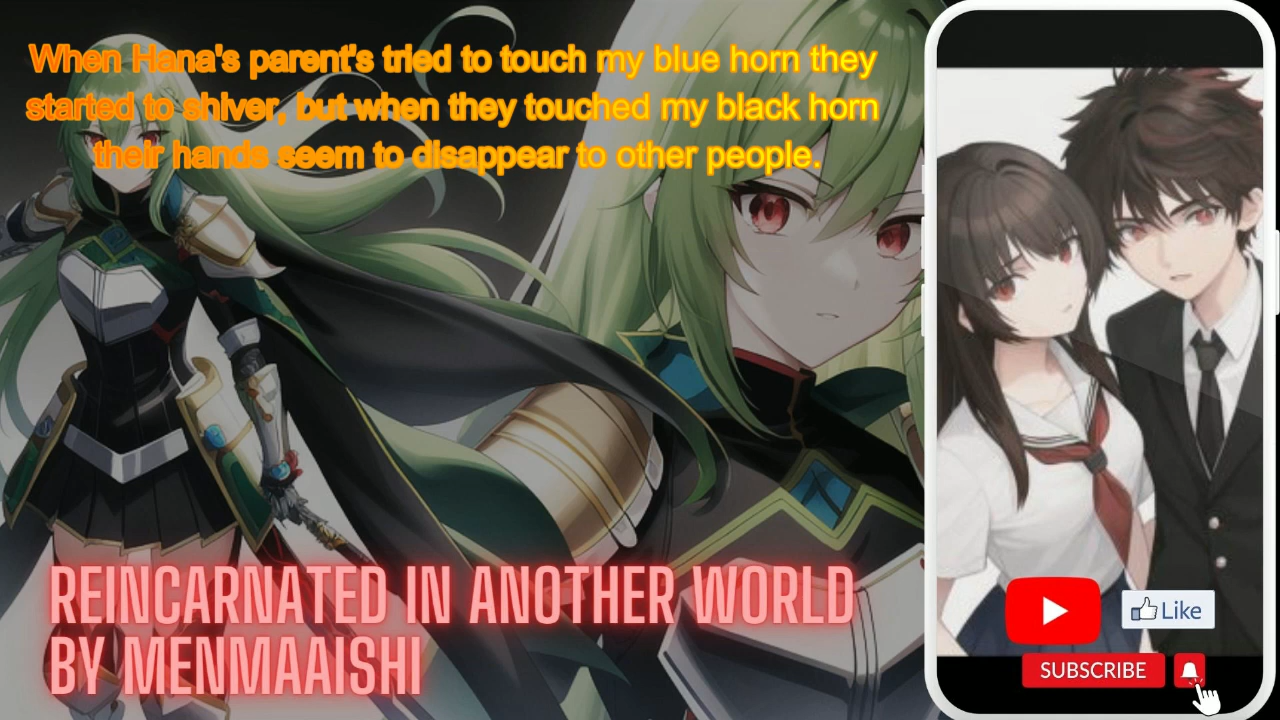 When Hana's parent's tried to touch my blue horn they
started to shiver, but when they touched my black horn
their hands seem to disappear to other people.
REINCARNATED IN ANOTHER WORLD
BY MENMAAISHI
Like
SUBSCRIBE